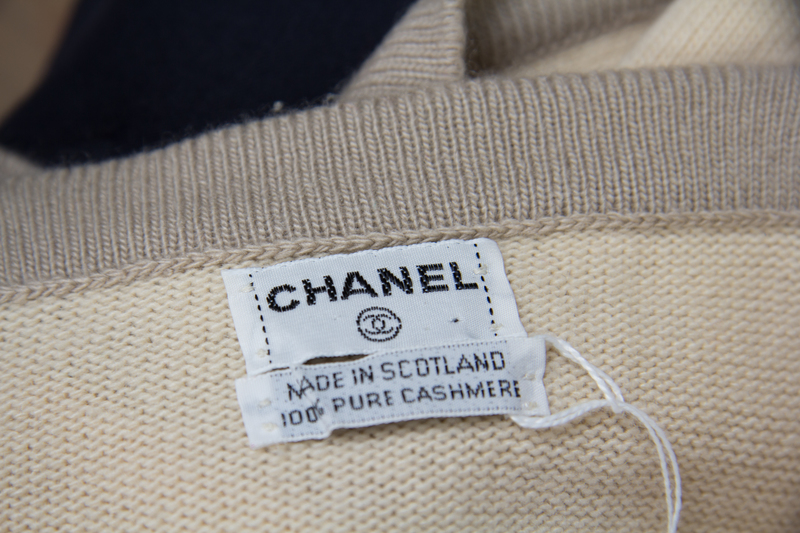 CHANEL
MADE IN SCOTLAND
100% PURE CASHMERE